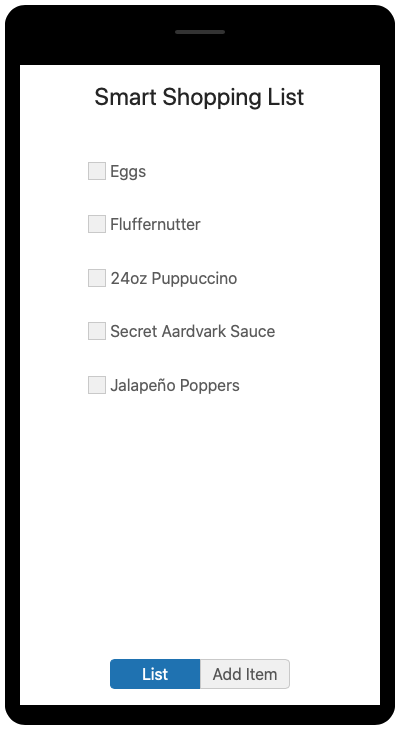 Smart Shopping List
Eggs
Fluffernutter
24oz Puppuccino
Secret Aardvark Sauce
Jalapeño Poppers
List
Add Item